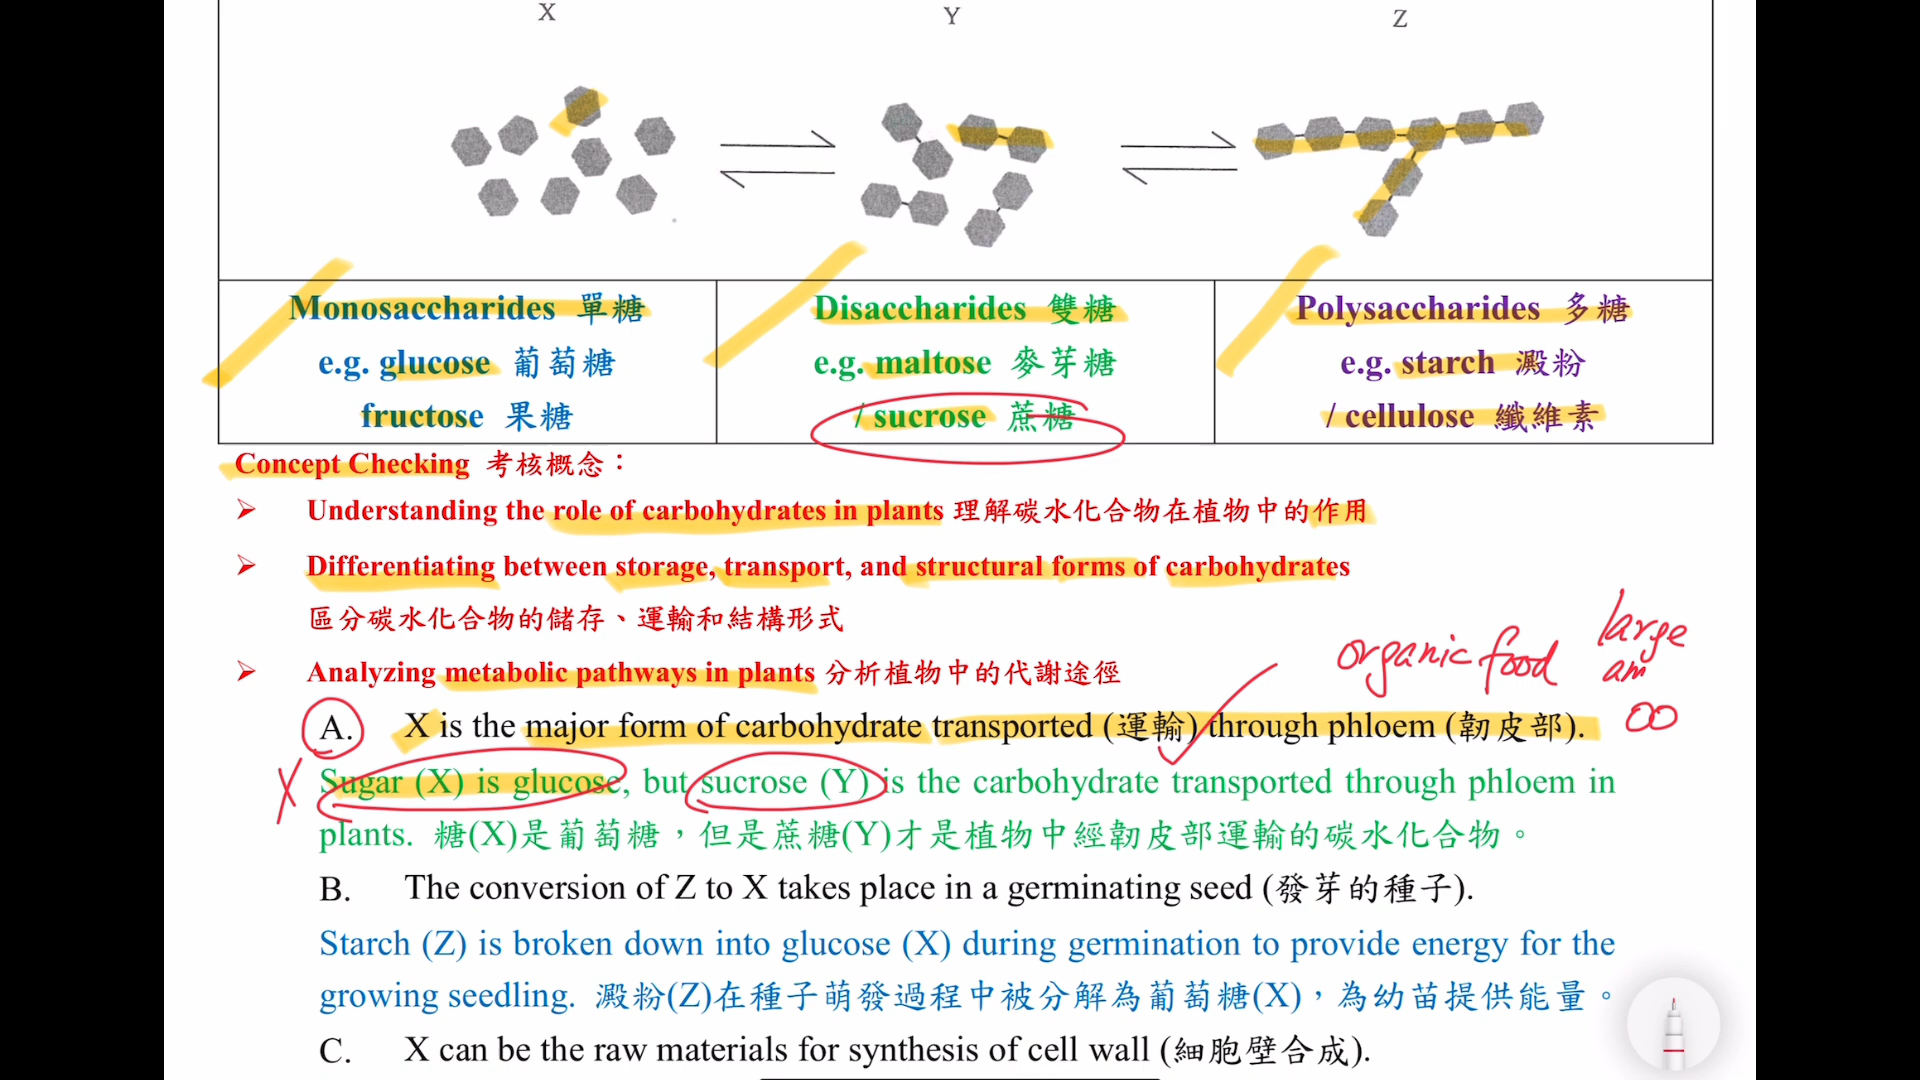 X Y Z
Monosaccharides 單糖
e.g. glucose 葡萄糖
fructose 果糖
Disaccharides 雙糖
e.g. maltose 麥芽糖
/ sucrose 蔗糖
Polysaccharides 多糖
e.g. starch 澱粉
/ cellulose 纖維素
Concept Checking 考核概念：
➢ Understanding the role of carbohydrates in plants 理解碳水化合物在植物中的作用
➢ Differentiating between storage, transport, and structural forms of carbohydrates
區分碳水化合物的儲存、運輸和結構形式
➢ Analyzing metabolic pathways in plants 分析植物中的代謝途徑
organic food
large
am
A. X is the major form of carbohydrate transported (運輸) through phloem (韌皮部).
X Sugar (X) is glucose, but sucrose (Y) is the carbohydrate transported through phloem in
plants. 糖(X)是葡萄糖，但是蔗糖(Y)才是植物中經韌皮部運輸的碳水化合物。
B. The conversion of Z to X takes place in a germinating seed (發芽的種子).
Starch (Z) is broken down into glucose (X) during germination to provide energy for the
growing seedling. 澱粉(Z)在種子萌發過程中被分解為葡萄糖(X)，為幼苗提供能量。
C. X can be the raw materials for synthesis of cell wall (細胞壁合成).